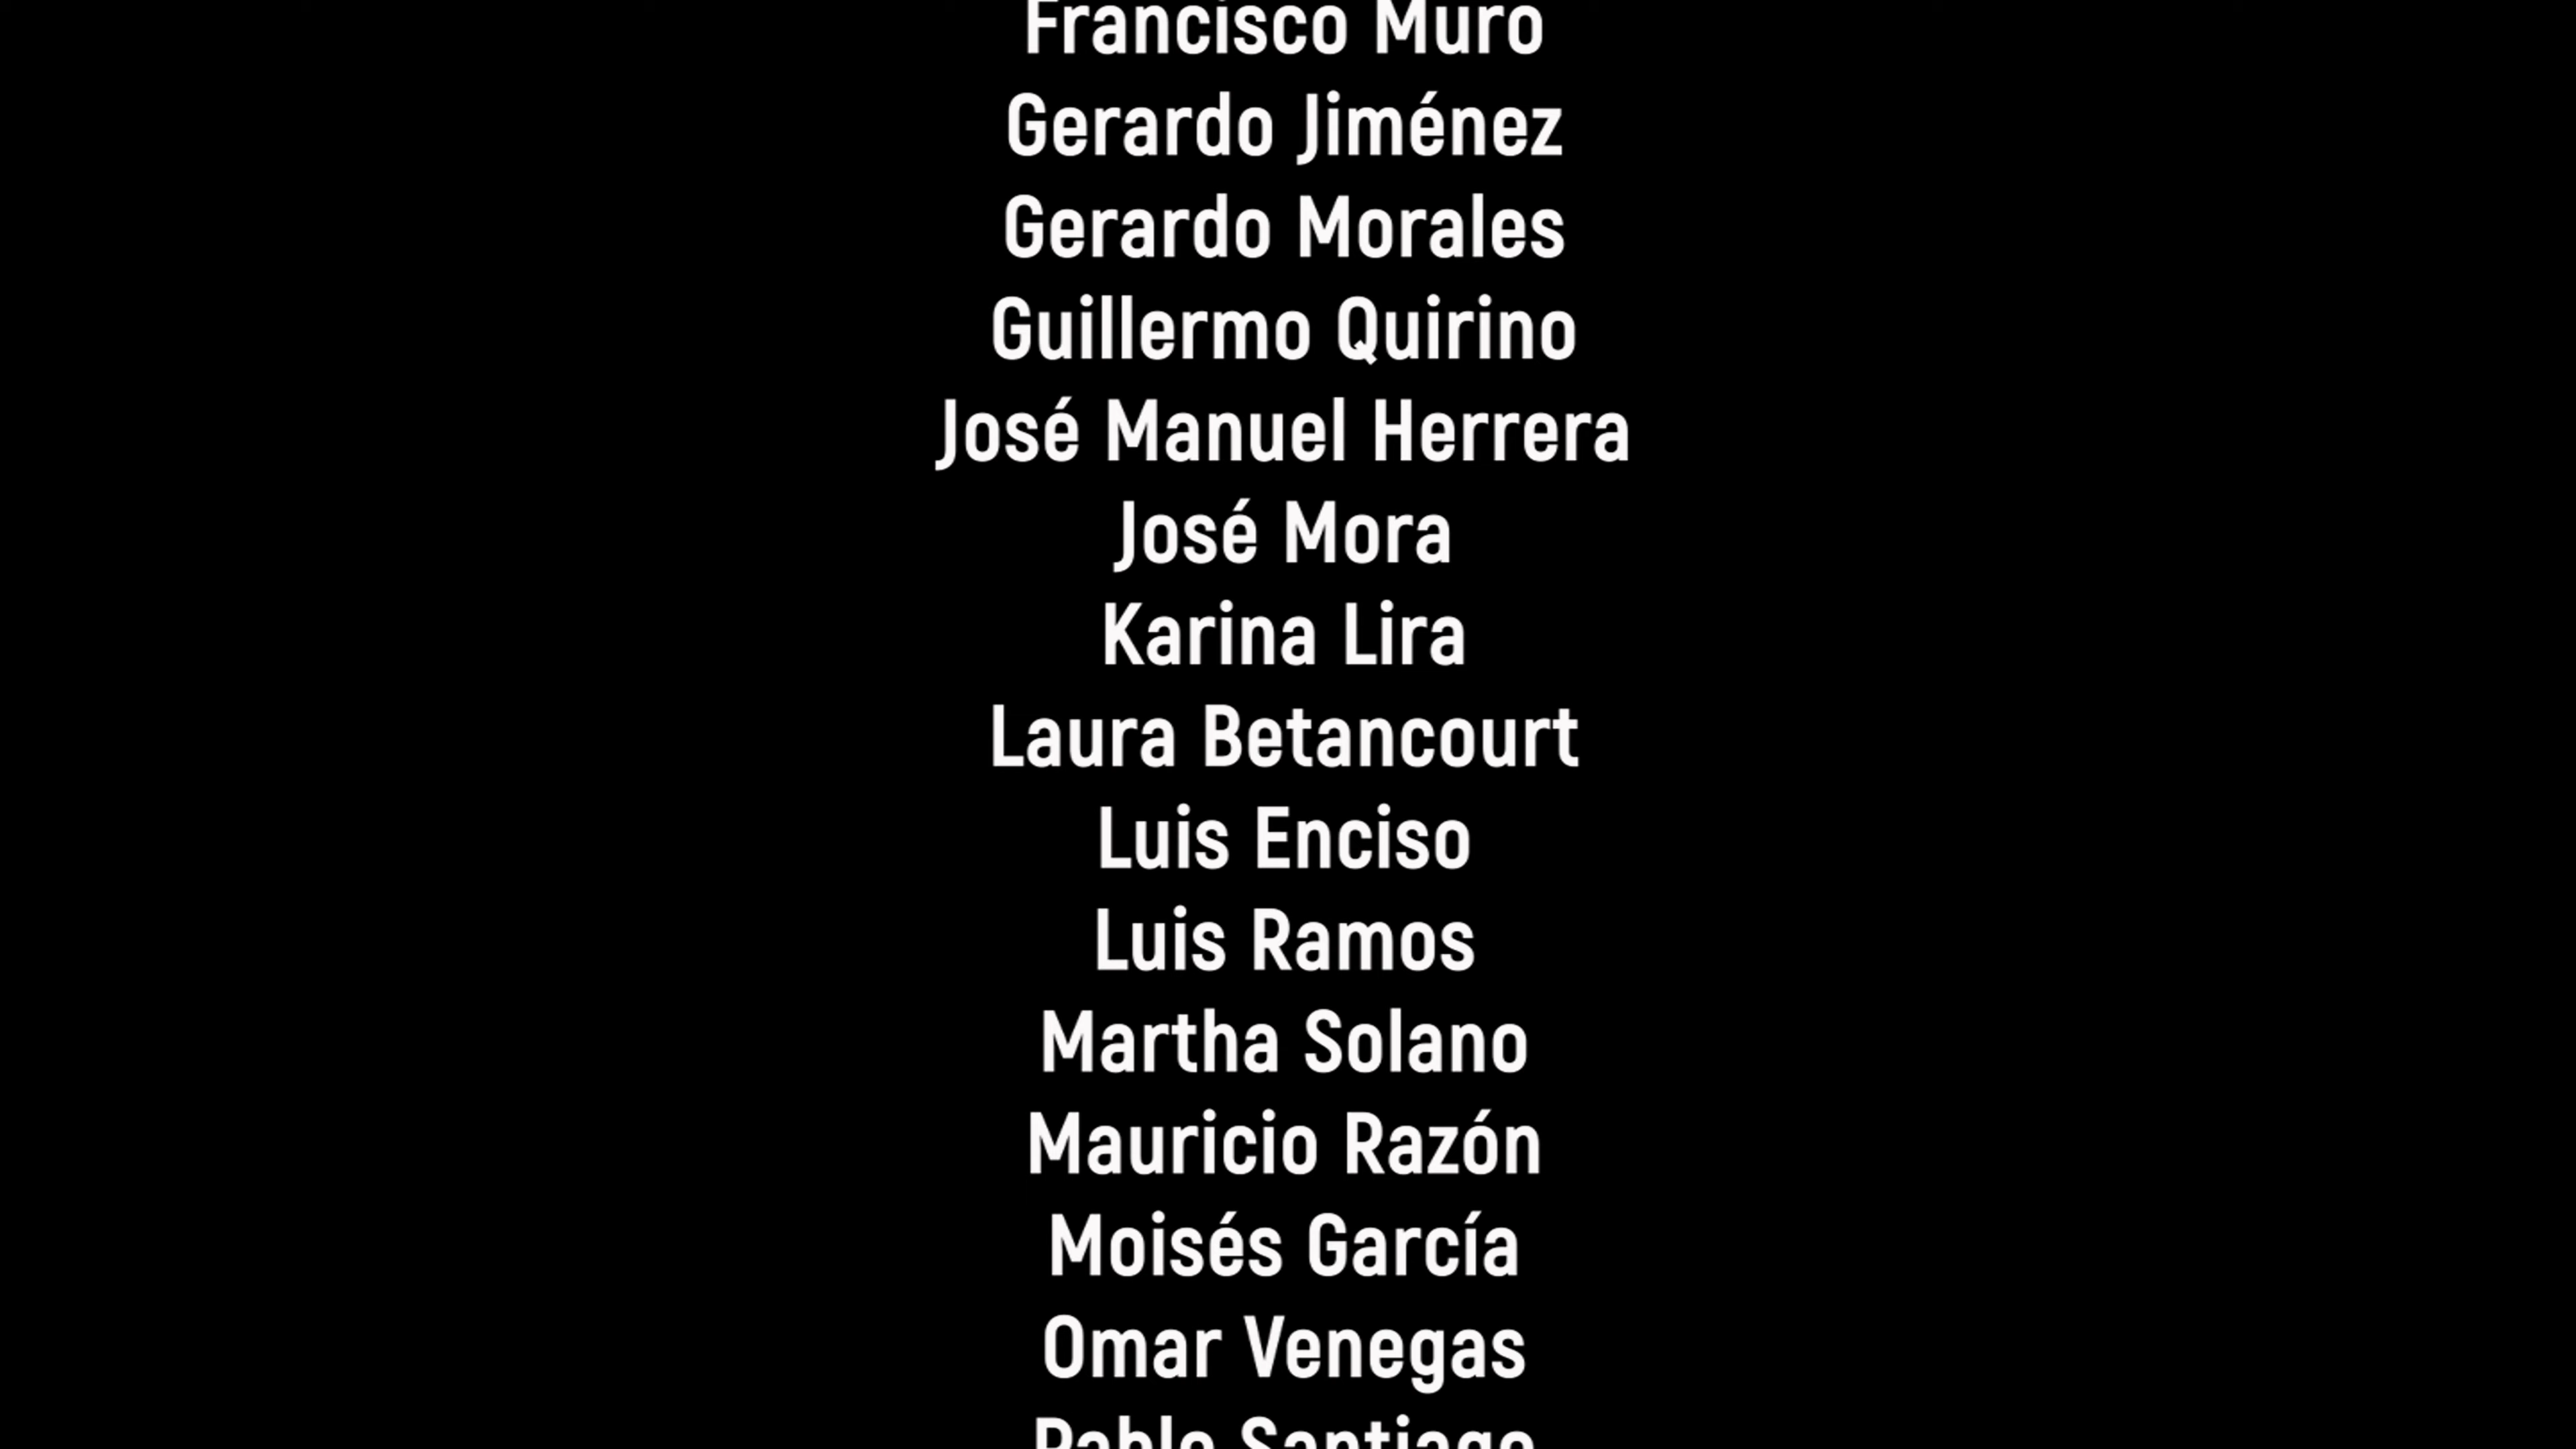 Francisco Muro
Gerardo Jiménez
Gerardo Morales
Guillermo Quirino
José Manuel Herrera
José Mora
Karina Lira
Laura Betancourt
Luis Enciso
Luis Ramos
Martha Solano
Mauricio Razón
Moisés García
Omar Venegas
Pablo Santiago